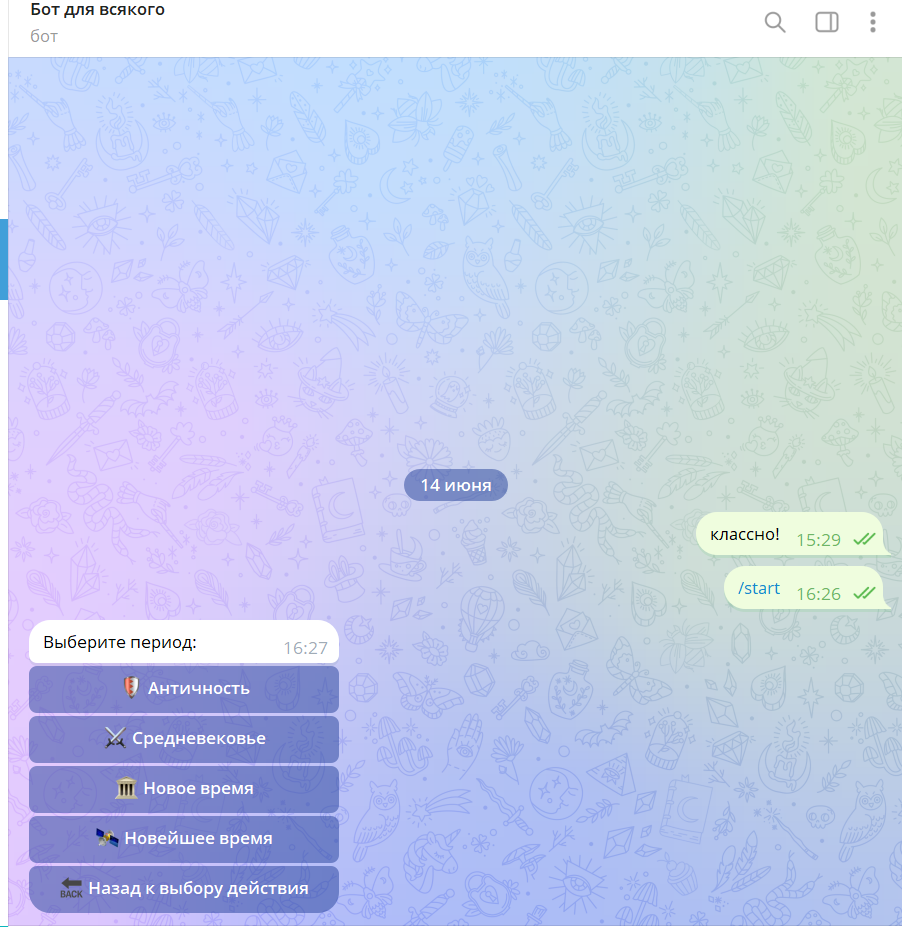 Бот для всякого
бот
14 июня
классно! 15:29
/start 16:26
Выберите период: 16:27
Античность
Средневековье
Новое время
Новейшее время
BACK Назад к выбору действия